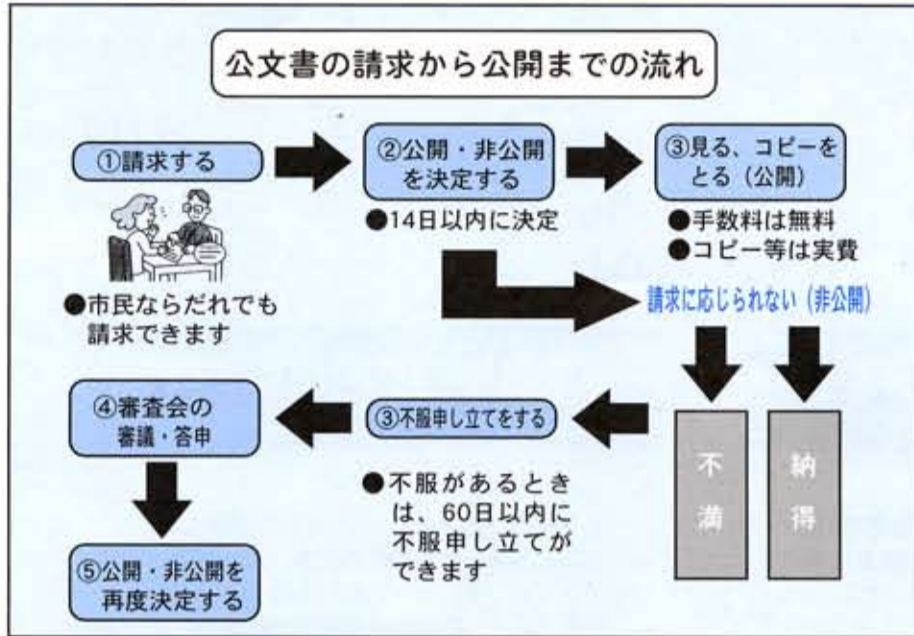 公文書の請求から公開までの流れ
①請求する
●市民ならだれでも
請求できます
②公開・非公開
を決定する
●14日以内に決定
③見る、コピーを
とる（公開）
●手数料は無料
●コピー等は実費
請求に応じられない（非公開）
不満
納得
③不服申し立てをする
●不服があるとき
は、60日以内に
不服申し立てが
できます
④審査会の
審議・答申
⑤公開・非公開を
再度決定する